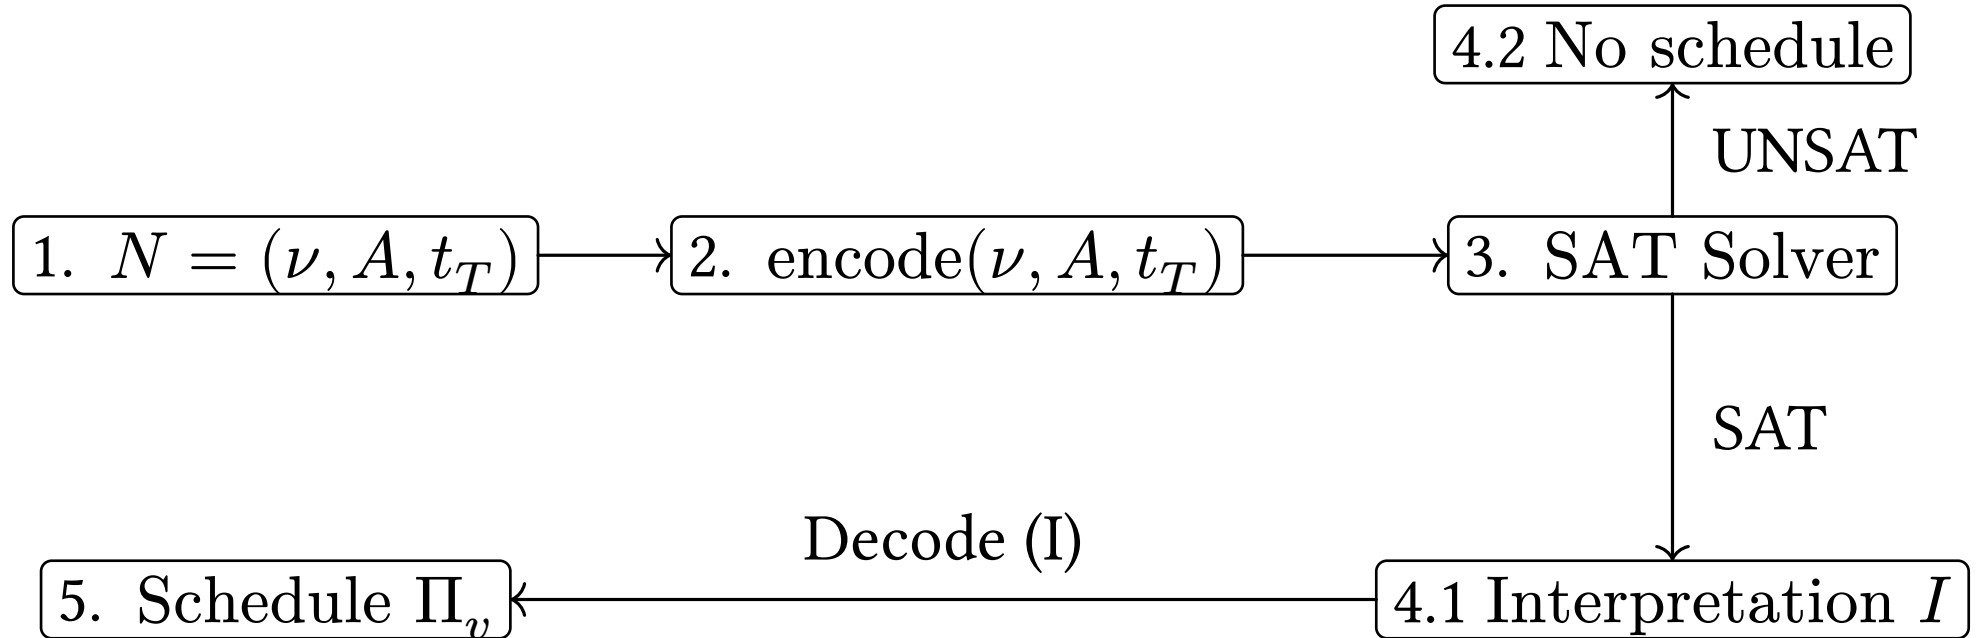 4.2 No schedule
UNSAT
1. N = (ν, A, t_T)
2. encode(ν, A, t_T)
3. SAT Solver
SAT
Decode (I)
5. Schedule Π_ν
4.1 Interpretation I